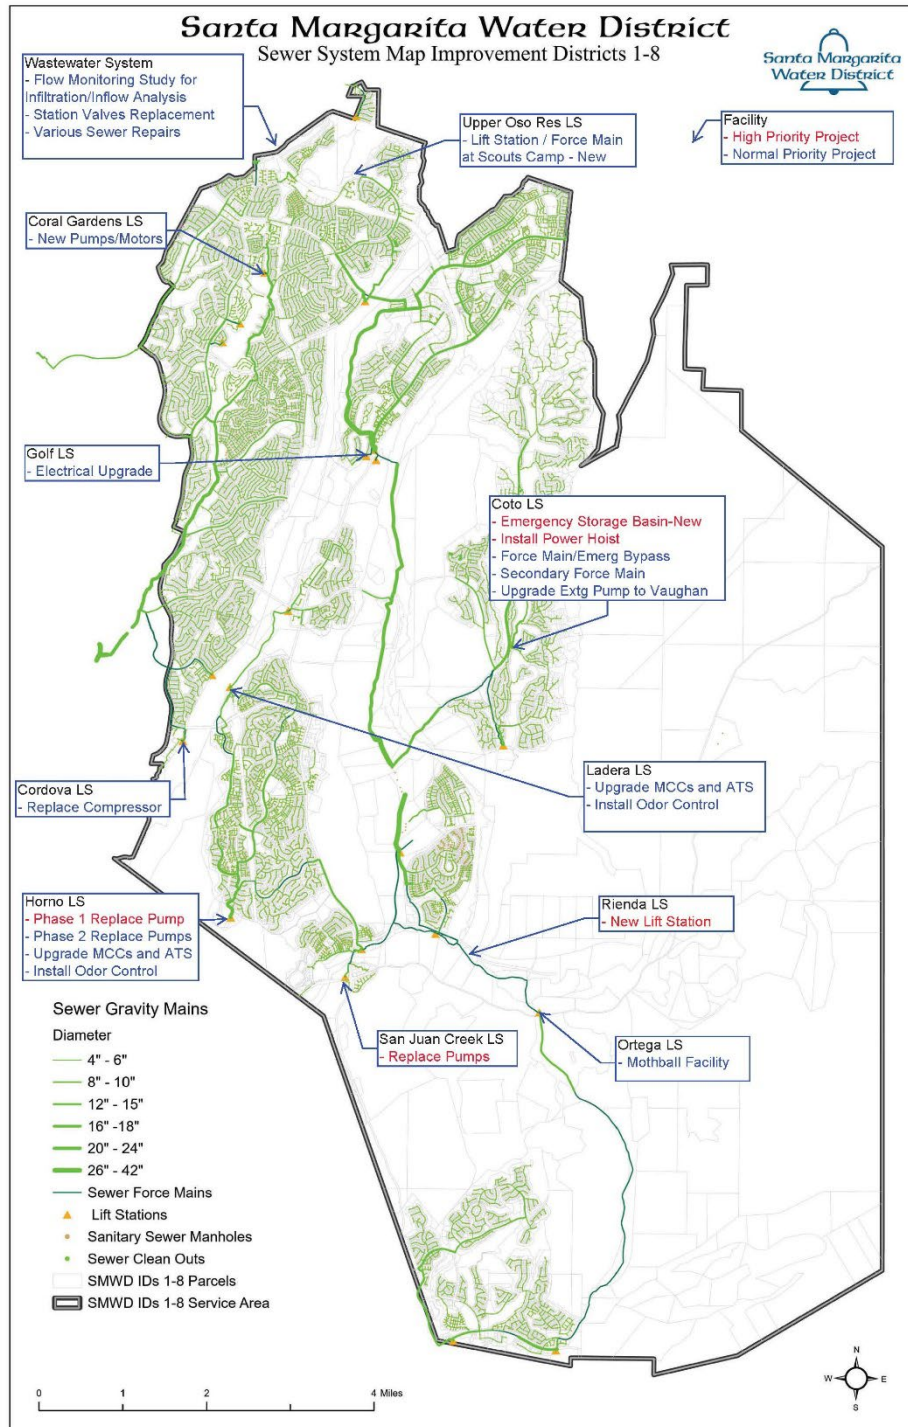 Santa Margarita Water District
Sewer System Map Improvement Districts 1-8
Santa Margarita
Water District
Wastewater System
- Flow Monitoring Study for
Infiltration/Inflow Analysis
- Station Valves Replacement
- Various Sewer Repairs
Upper Oso Res LS
- Lift Station / Force Main
at Scouts Camp - New
Facility
- High Priority Project
- Normal Priority Project
Coral Gardens LS
- New Pumps/Motors
Golf LS
- Electrical Upgrade
Coto LS
- Emergency Storage Basin-New
- Install Power Hoist
- Force Main/Emerg Bypass
- Secondary Force Main
- Upgrade Extg Pump to Vaughan
Ladera LS
- Upgrade MCCs and ATS
- Install Odor Control
Cordova LS
- Replace Compressor
Horno LS
- Phase 1 Replace Pump
- Phase 2 Replace Pumps
- Upgrade MCCs and ATS
- Install Odor Control
Rienda LS
- New Lift Station
San Juan Creek LS
- Replace Pumps
Ortega LS
- Mothball Facility
Sewer Gravity Mains
Diameter
4" - 6"
8" - 10"
12" - 15"
16" -18"
20" - 24"
26" - 42"
Sewer Force Mains
Lift Stations
Sanitary Sewer Manholes
Sewer Clean Outs
SMWD IDs 1-8 Parcels
SMWD IDs 1-8 Service Area
0 1 2 4 Miles
N
W E
S